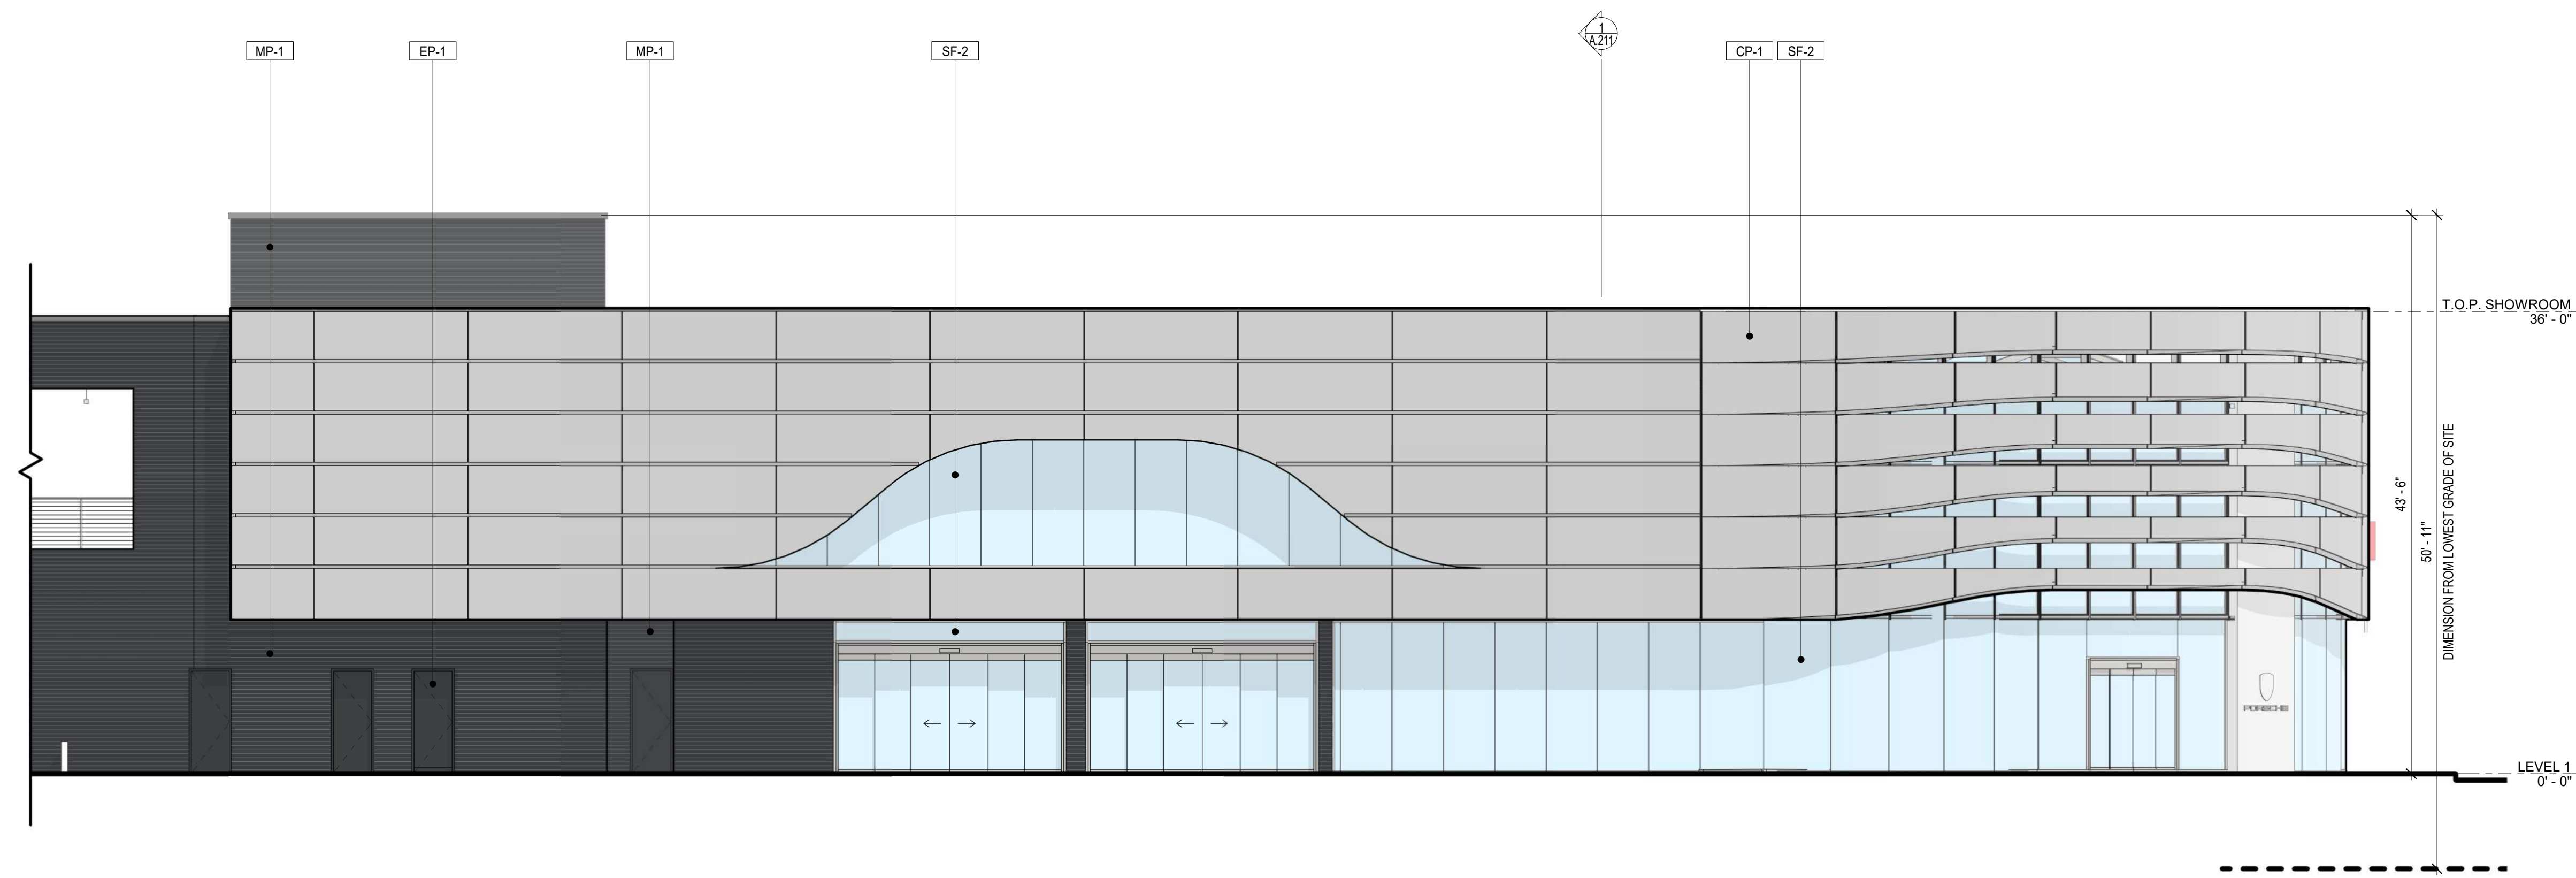 MP-1
EP-1
MP-1
SF-2
1
A.211
CP-1
SF-2
T.O.P. SHOWROOM
36' - 0"
43' - 6"
50' - 11"
DIMENSION FROM LOWEST GRADE OF SITE
PORSCHE
LEVEL 1
0' - 0"